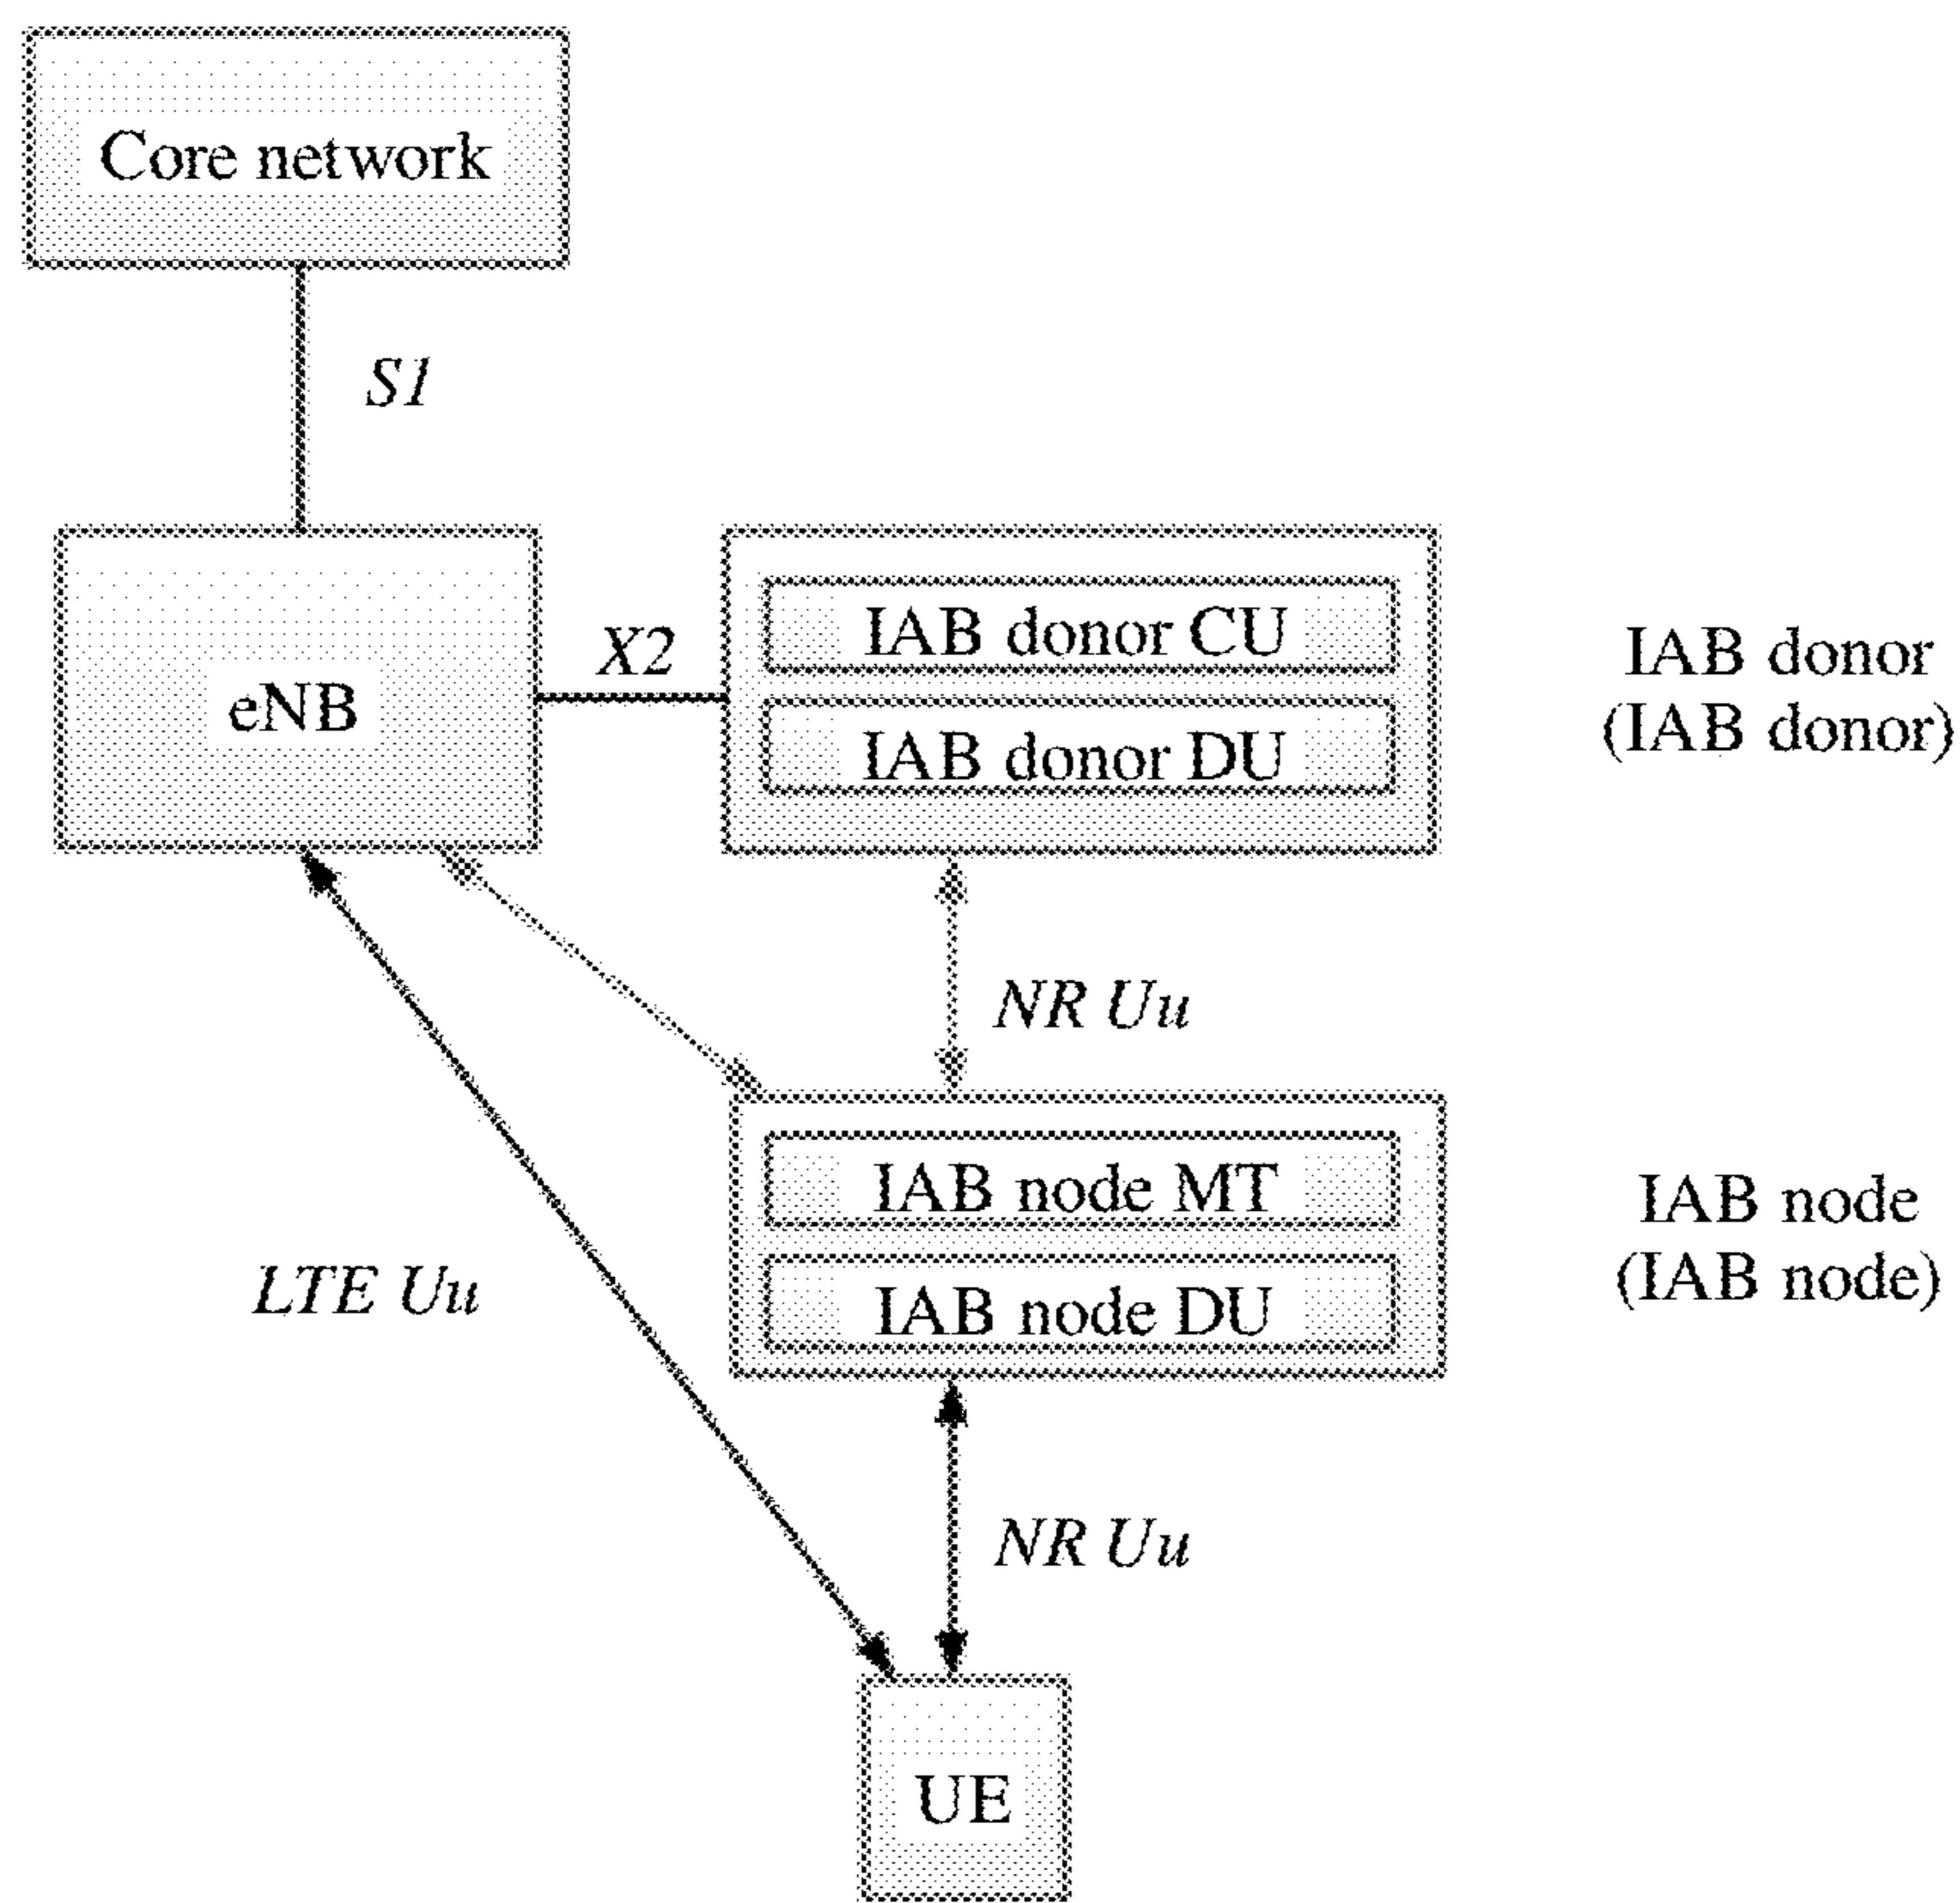 Core network
S1
eNB
X2
IAB donor CU
IAB donor DU
IAB donor
(IAB donor)
NR Uu
IAB node MT
IAB node DU
IAB node
(IAB node)
LTE Uu
NR Uu
UE